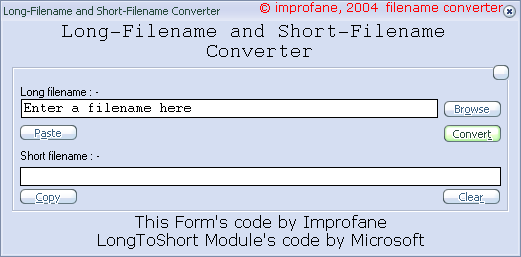 Long-Filename and Short-Filename Converter
© improfane, 2004 filename converter
Long-Filename and Short-Filename
Converter
Long filename : -
Enter a filename here
Browse
Paste
Convert
Short filename : -
Copy
Clear
This Form's code by Improfane
LongToShort Module's code by Microsoft